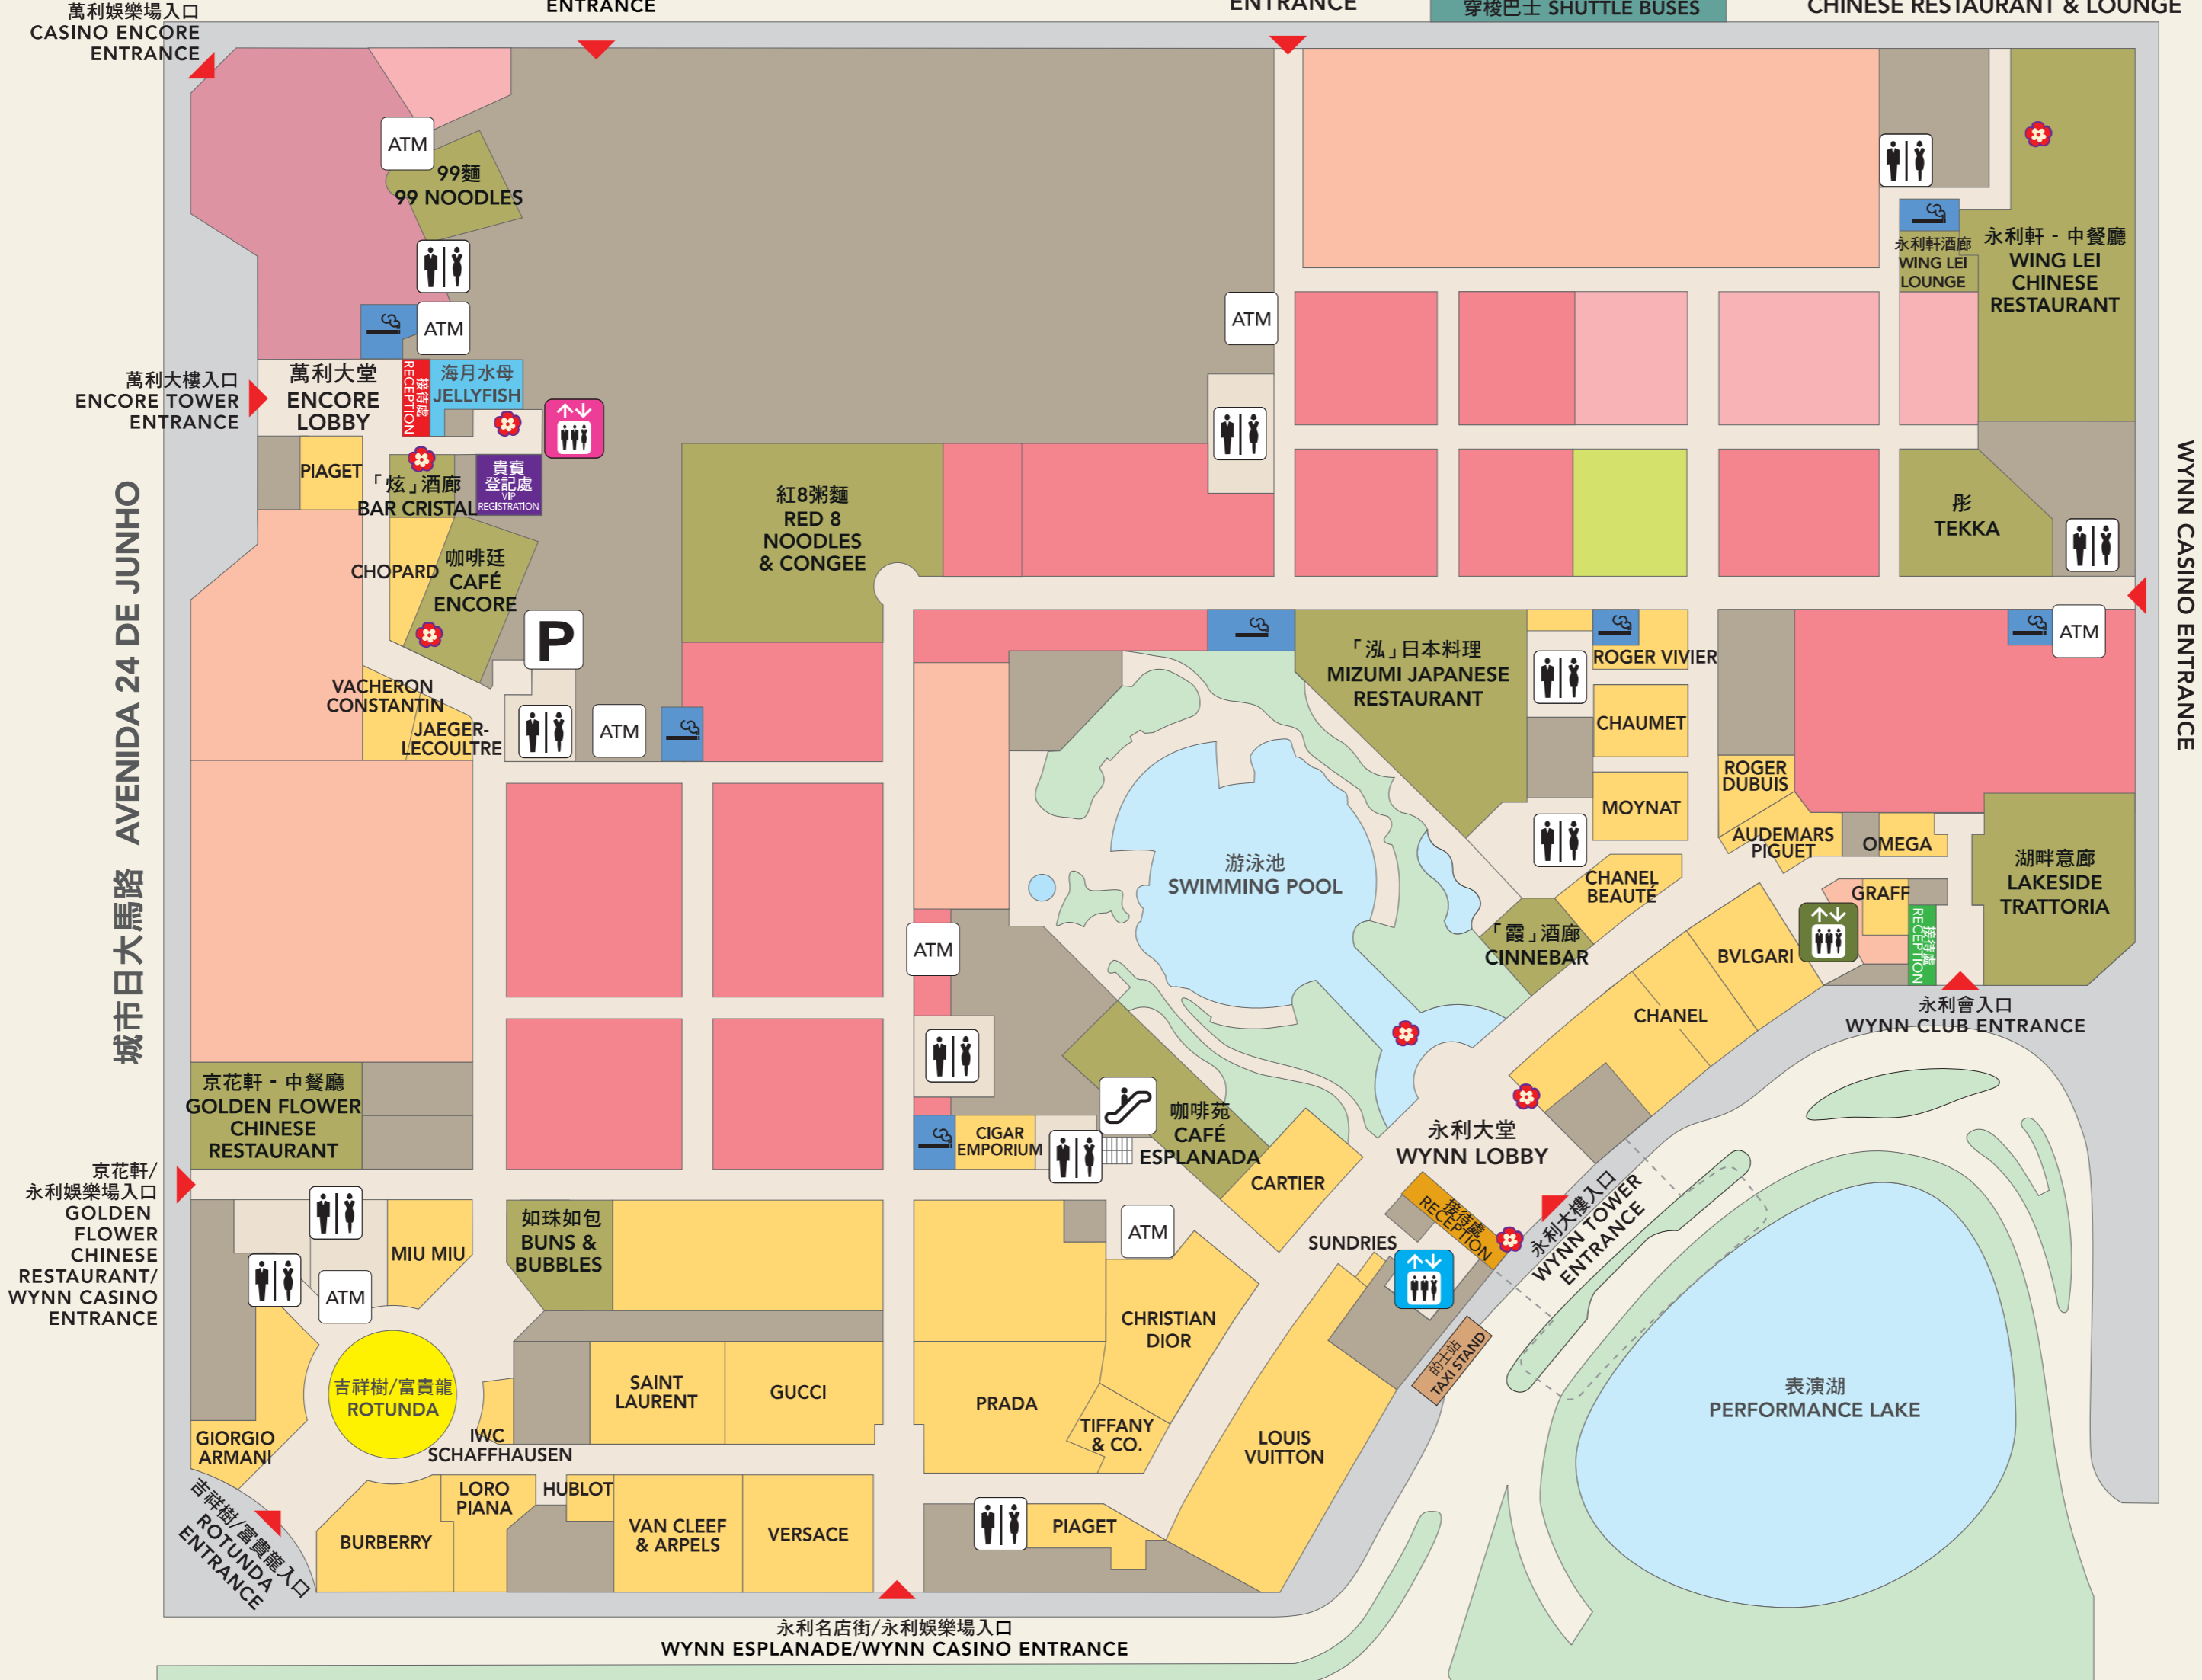 萬利娛樂場入口
CASINO ENCORE
ENTRANCE
ENTRANCE
ENTRANCE
穿梭巴士 SHUTTLE BUSES
CHINESE RESTAURANT & LOUNGE
ATM
99麵
99 NOODLES
ATM
萬利大樓入口
ENCORE TOWER
ENTRANCE
萬利大堂
ENCORE
LOBBY
接待處
RECEPTION
海月水母
JELLYFISH
PIAGET
「炫」酒廊
BAR CRISTAL
貴賓
登記處
VIP
REGISTRATION
CHOPARD
咖啡廷
CAFÉ
ENCORE
P
VACHERON
CONSTANTIN
JAEGER-
LECOULTRE
ATM
紅8粥麵
RED 8
NOODLES
& CONGEE
ATM
永利軒酒廊
WING LEI
LOUNGE
永利軒 - 中餐廳
WING LEI
CHINESE
RESTAURANT
彤
TEKKA
WYNN CASINO ENTRANCE
城市日大馬路 AVENIDA 24 DE JUNHO
「泓」日本料理
MIZUMI JAPANESE
RESTAURANT
ROGER VIVIER
CHAUMET
MOYNAT
CHANEL
BEAUTÉ
「霞」酒廊
CINNEBAR
ATM
ROGER
DUBUIS
AUDEMARS
PIGUET
OMEGA
GRAFF
接待處
RECEPTION
湖畔意廊
LAKESIDE
TRATTORIA
BVLGARI
CHANEL
永利會入口
WYNN CLUB ENTRANCE
游泳池
SWIMMING POOL
ATM
京花軒 - 中餐廳
GOLDEN FLOWER
CHINESE
RESTAURANT
CIGAR
EMPORIUM
咖啡苑
CAFÉ
ESPLANADA
CARTIER
永利大堂
WYNN LOBBY
接待處
RECEPTION
永利大樓入口
WYNN TOWER
ENTRANCE
京花軒/
永利娛樂場入口
GOLDEN
FLOWER
CHINESE
RESTAURANT/
WYNN CASINO
ENTRANCE
MIU MIU
ATM
如珠如包
BUNS &
BUBBLES
ATM
SUNDRIES
CHRISTIAN
DIOR
的士站
TAXI STAND
吉祥樹/富貴龍
ROTUNDA
GIORGIO
ARMANI
IWC
SCHAFFHAUSEN
SAINT
LAURENT
GUCCI
PRADA
TIFFANY
& CO.
LOUIS
VUITTON
表演湖
PERFORMANCE LAKE
吉祥樹/富貴龍入口
ROTUNDA
ENTRANCE
BURBERRY
LORO
PIANA
HUBLOT
VAN CLEEF
& ARPELS
VERSACE
PIAGET
永利名店街/永利娛樂場入口
WYNN ESPLANADE/WYNN CASINO ENTRANCE